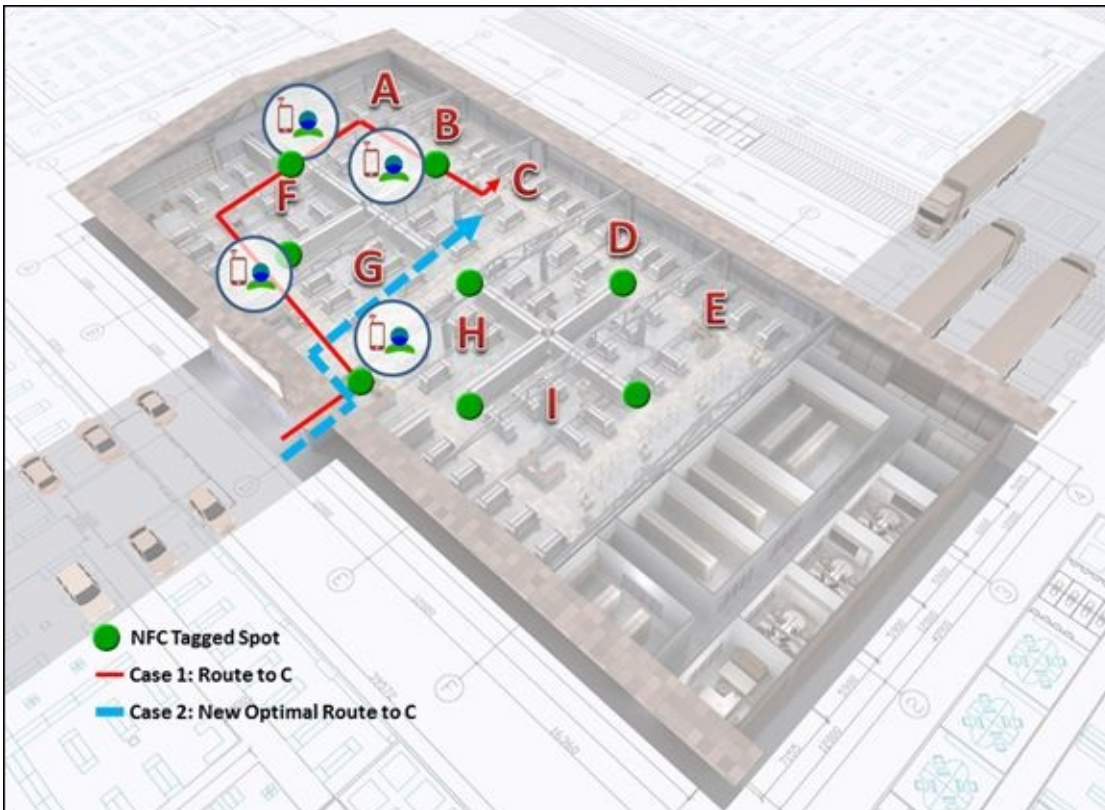 A
B
C
F
D
G
E
H
I
NFC Tagged Spot
Case 1: Route to C
Case 2: New Optimal Route to C